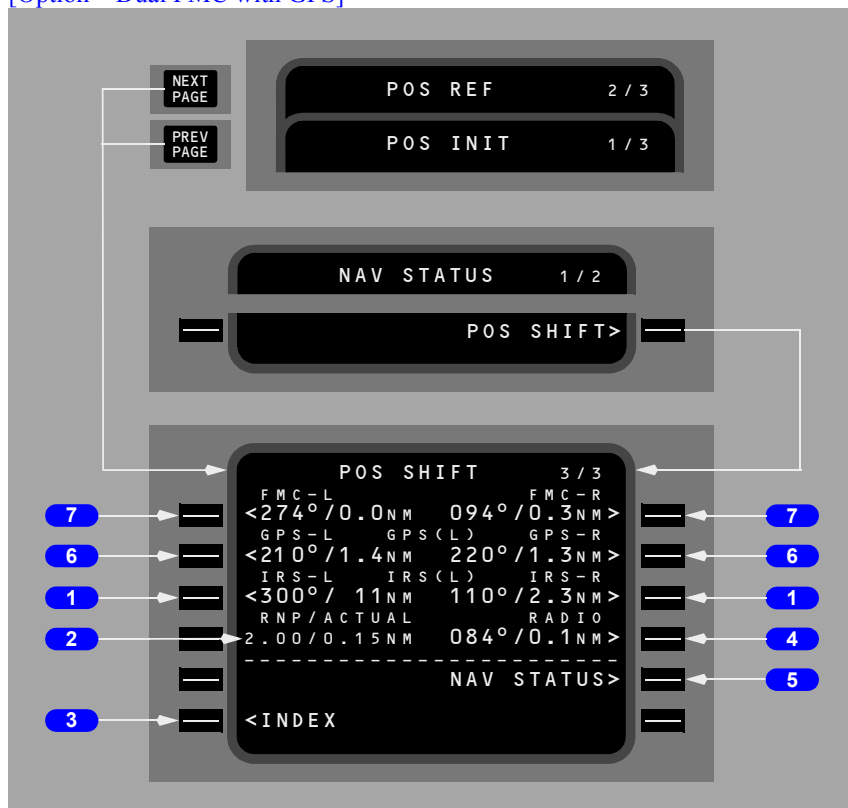 [Option - Dual FMC with GPS]
NEXT
PAGE
POS REF 2/3
PREV
PAGE
POS INIT 1/3
NAV STATUS 1/2
POS SHIFT>
POS SHIFT 3/3
FMC-L FMC-R
7 <274°/0.0NM 094°/0.3NM> 7
GPS-L GPS(L) GPS-R
6 <210°/1.4NM 220°/1.3NM> 6
IRS-L IRS(L) IRS-R
1 <300°/ 11NM 110°/2.3NM> 1
RNP/ACTUAL RADIO
2 2.00/0.15NM 084°/0.1NM> 4
------------------------
NAV STATUS> 5
3 <INDEX